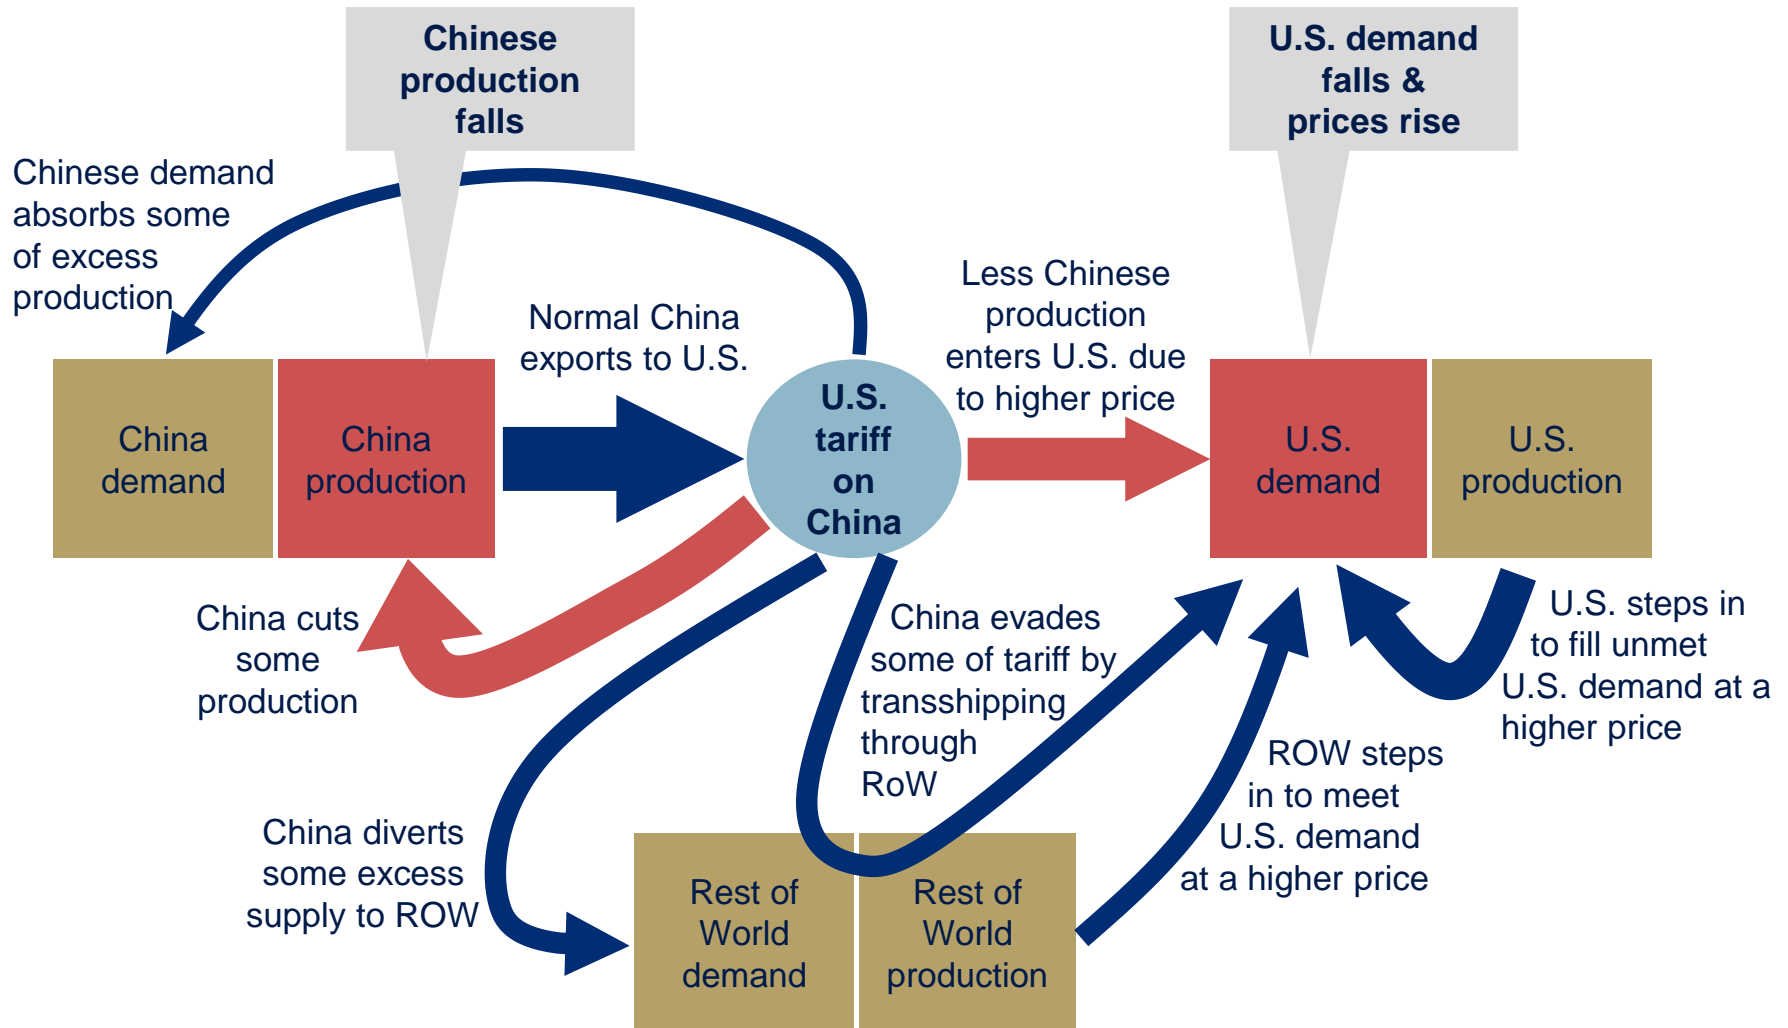 Chinese
production
falls
U.S. demand
falls &
prices rise
Chinese demand
absorbs some
of excess
production
Normal China
exports to U.S.
Less Chinese
production
enters U.S. due
to higher price
China
demand
China
production
U.S.
tariff
on
China
U.S.
demand
U.S.
production
China cuts
some
production
China evades
some of tariff by
transshipping
through
RoW
U.S. steps in
to fill unmet
U.S. demand at a
higher price
ROW steps
in to meet
U.S. demand
at a higher price
China diverts
some excess
supply to ROW
Rest of
World
demand
Rest of
World
production